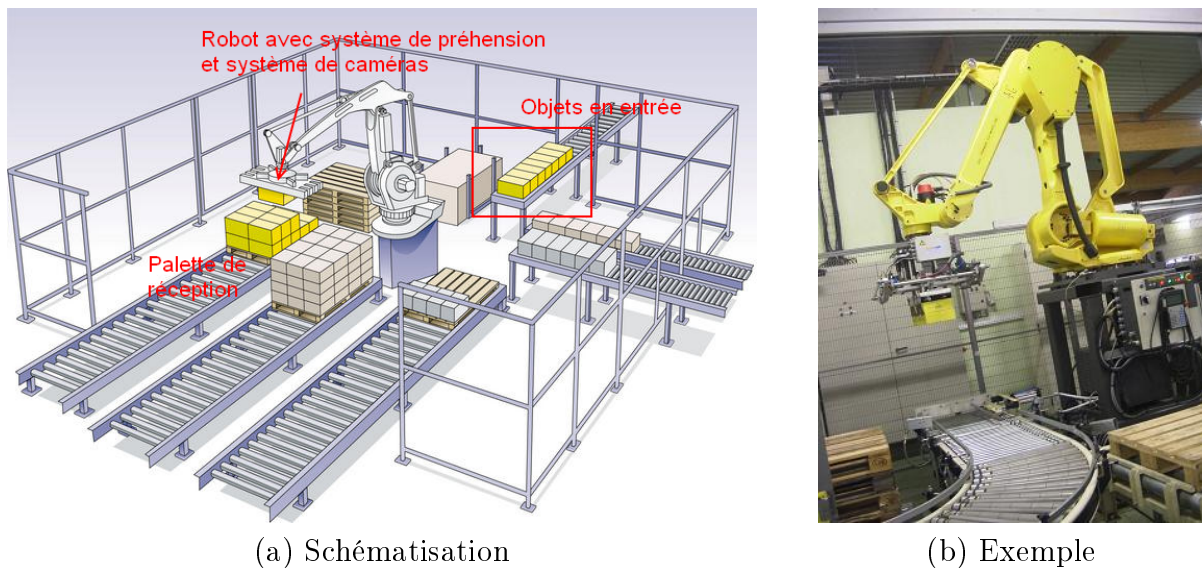 Robot avec système de préhension
et système de caméras
Objets en entrée
Palette de
réception
(a) Schématisation
(b) Exemple